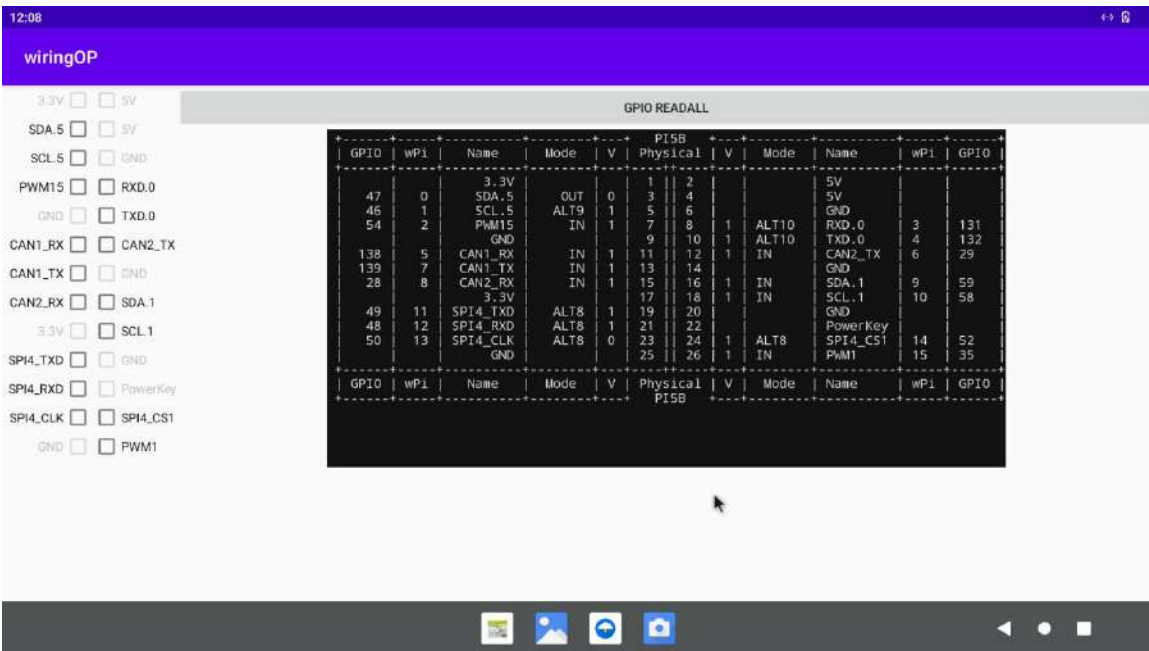 12:08
wiringOP
3.3V 5V
SDA.5 5V
SCL.5 GND
PWM15 RXD.0
GND TXD.0
CAN1_RX CAN2_TX
CAN1_TX GND
CAN2_RX SDA.1
3.3V SCL.1
SPI4_TXD GND
SPI4_RXD PowerKey
SPI4_CLK SPI4_CS1
GND PWM1
GPIO READALL
+------+-----+----------+--------+---+ PI5B +---+--------+----------+-----+------+
| GPIO | wPi | Name | Mode | V | Physical | V | Mode | Name | wPi | GPIO |
+------+-----+----------+--------+---+----++----+---+--------+----------+-----+------+
| | | 3.3V | | | 1 || 2 | | | 5V | | |
| 47 | 0 | SDA.5 | OUT | 0 | 3 || 4 | | | 5V | | |
| 46 | 1 | SCL.5 | ALT9 | 1 | 5 || 6 | | | GND | | |
| 54 | 2 | PWM15 | IN | 1 | 7 || 8 | 1 | ALT10 | RXD.0 | 3 | 131 |
| | | GND | | | 9 || 10 | 1 | ALT10 | TXD.0 | 4 | 132 |
| 138 | 5 | CAN1_RX | IN | 1 | 11 || 12 | 1 | IN | CAN2_TX | 6 | 29 |
| 139 | 7 | CAN1_TX | IN | 1 | 13 || 14 | | | GND | | |
| 28 | 8 | CAN2_RX | IN | 1 | 15 || 16 | 1 | IN | SDA.1 | 9 | 59 |
| | | 3.3V | | | 17 || 18 | 1 | IN | SCL.1 | 10 | 58 |
| 49 | 11 | SPI4_TXD | ALT8 | 1 | 19 || 20 | | | GND | | |
| 48 | 12 | SPI4_RXD | ALT8 | 1 | 21 || 22 | | | PowerKey | | |
| 50 | 13 | SPI4_CLK | ALT8 | 0 | 23 || 24 | 1 | ALT8 | SPI4_CS1 | 14 | 52 |
| | | GND | | | 25 || 26 | 1 | IN | PWM1 | 15 | 35 |
+------+-----+----------+--------+---+----++----+---+--------+----------+-----+------+
| GPIO | wPi | Name | Mode | V | Physical | V | Mode | Name | wPi | GPIO |
+------+-----+----------+--------+---+ PI5B +---+--------+----------+-----+------+